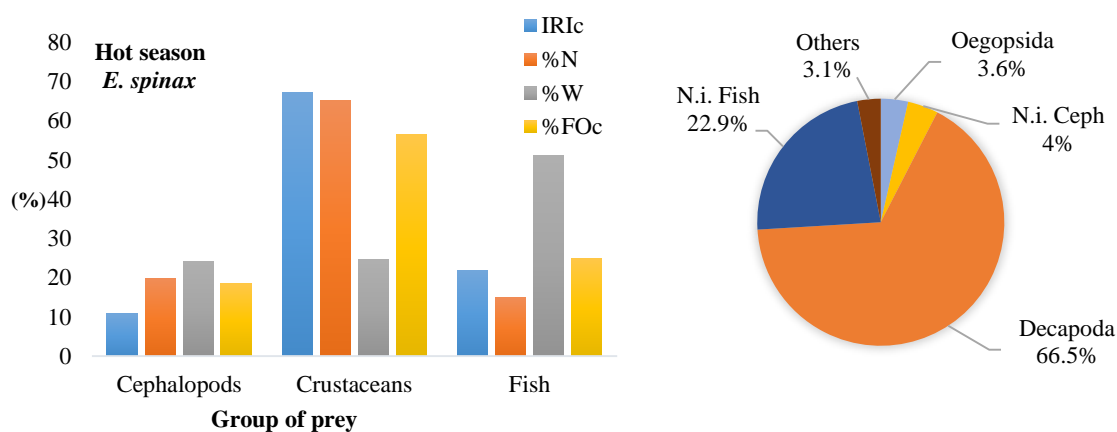 Hot season
E. spinax
IRIc
%N
%W
%FOc
80
70
60
50
40
30
20
10
0
(%)
Cephalopods
Crustaceans
Fish
Group of prey
Others
3.1%
Oegopsida
3.6%
N.i. Fish
22.9%
N.i. Ceph
4%
Decapoda
66.5%